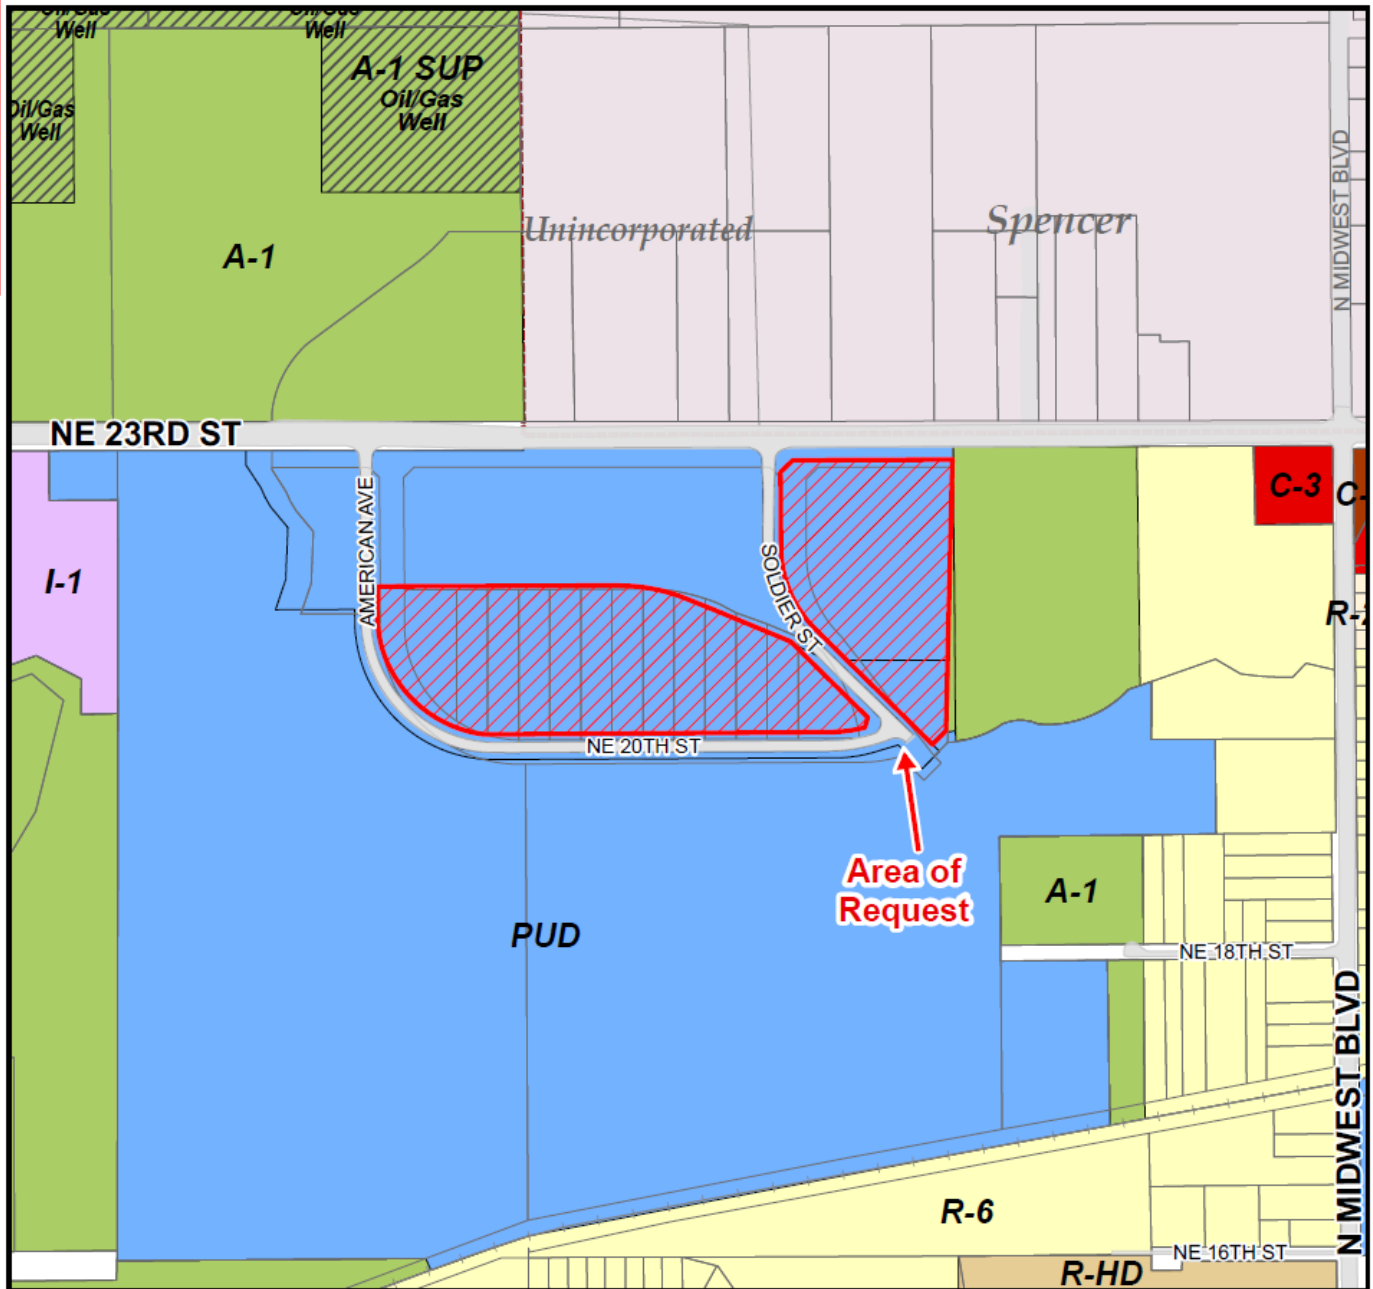 Oil/Gas
Well
Oil/Gas
Well
A-1 SUP
Oil/Gas
Well
Oil/Gas
Well
N MIDWEST BLVD
Unincorporated
Spencer
A-1
NE 23RD ST
C-3
AMERICAN AVE
I-1
SOLDIER ST
NE 20TH ST
Area of
Request
A-1
PUD
NE 18TH ST
N MIDWEST BLVD
R-6
NE 16TH ST
R-HD